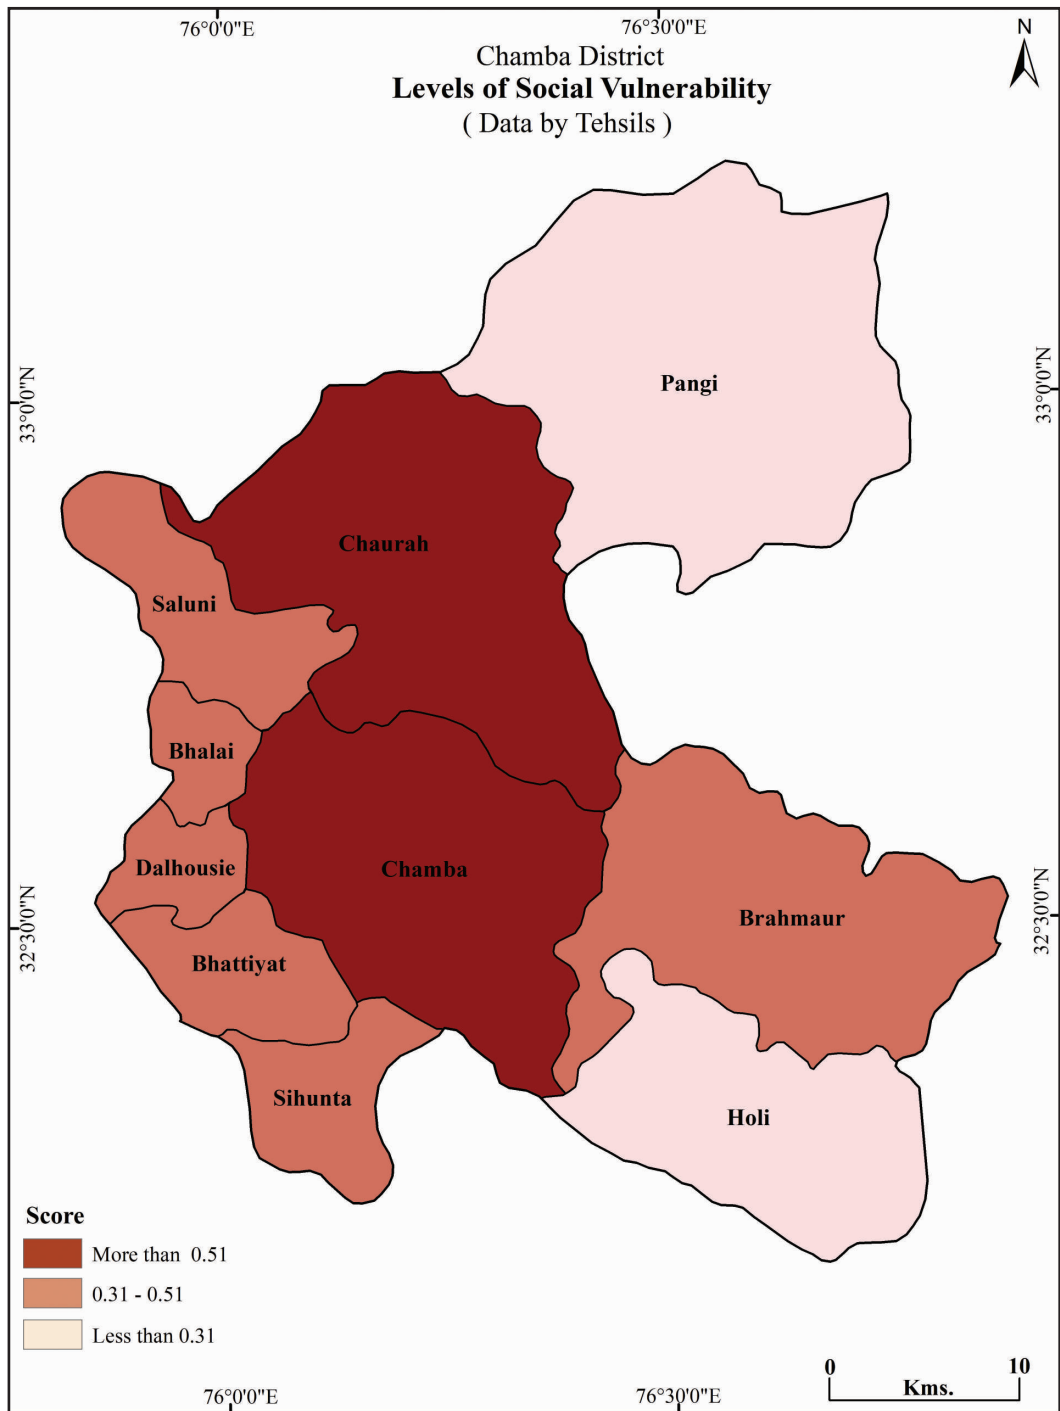 76°0'0"E
76°30'0"E
N
Chamba District
Levels of Social Vulnerability
( Data by Tehsils )
33°0'0"N
33°0'0"N
Pangi
Chaurah
Saluni
Bhalai
Dalhousie
Chamba
Brahmaur
32°30'0"N
32°30'0"N
Bhattiyat
Sihunta
Holi
Score
More than 0.51
0.31 - 0.51
Less than 0.31
0 10
Kms.
76°0'0"E
76°30'0"E